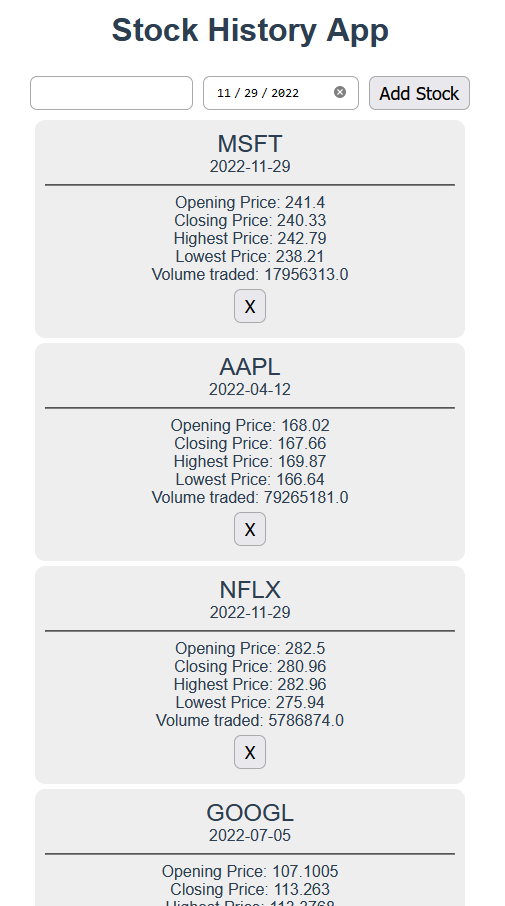 Stock History App
11 / 29 / 2022
Add Stock
MSFT
2022-11-29
Opening Price: 241.4
Closing Price: 240.33
Highest Price: 242.79
Lowest Price: 238.21
Volume traded: 17956313.0
X
AAPL
2022-04-12
Opening Price: 168.02
Closing Price: 167.66
Highest Price: 169.87
Lowest Price: 166.64
Volume traded: 79265181.0
X
NFLX
2022-11-29
Opening Price: 282.5
Closing Price: 280.96
Highest Price: 282.96
Lowest Price: 275.94
Volume traded: 5786874.0
X
GOOGL
2022-07-05
Opening Price: 107.1005
Closing Price: 113.263
Highest Price: 113.3768